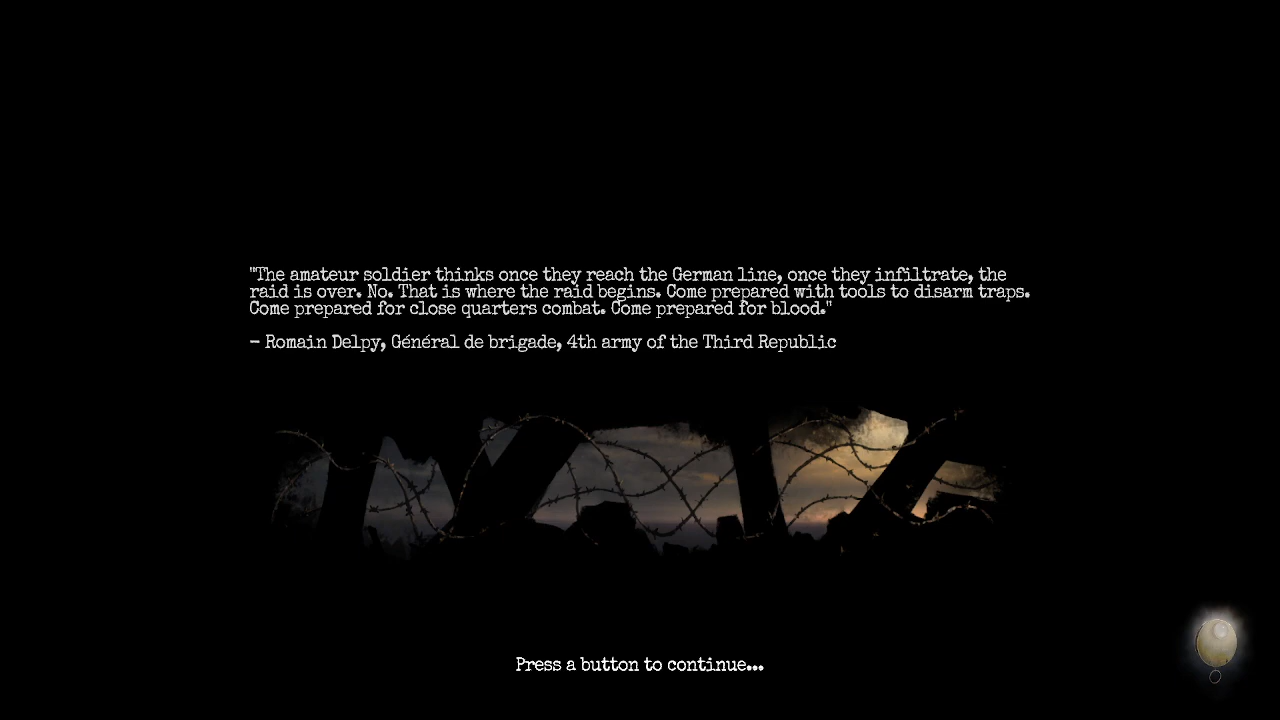 "The amateur soldier thinks once they reach the German line, once they infiltrate, the
raid is over. No. That is where the raid begins. Come prepared with tools to disarm traps.
Come prepared for close quarters combat. Come prepared for blood."
- Romain Delpy, Général de brigade, 4th army of the Third Republic
Press a button to continue...